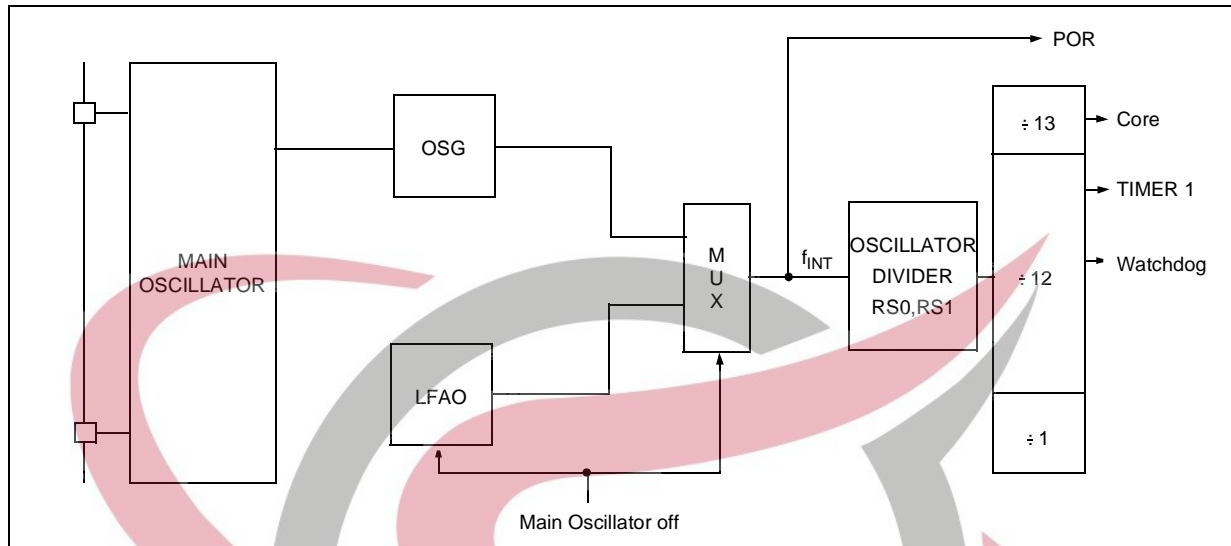 POR
÷ 13
Core
OSG
TIMER 1
MAIN
OSCILLATOR
M
U
X
fINT
OSCILLATOR
DIVIDER
RS0,RS1
÷ 12
Watchdog
LFAO
÷ 1
Main Oscillator off